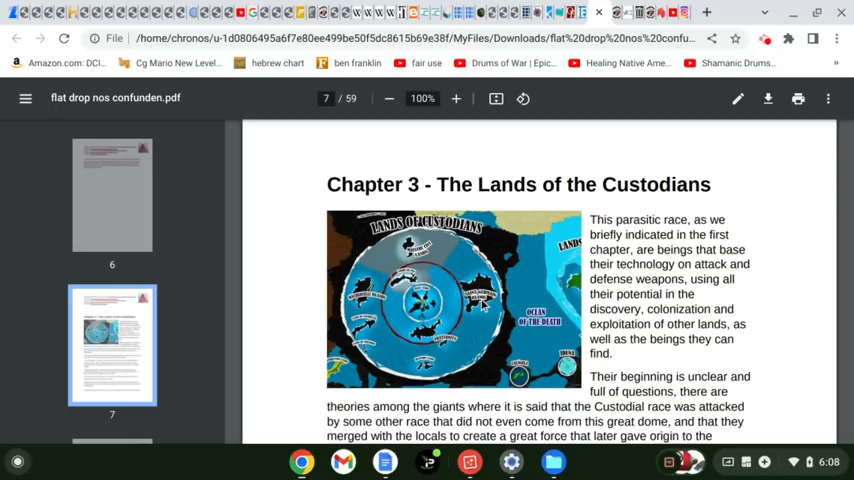 File
/home/chronos/u-1d0806495a6f7e80ee499be50f5dc8615b69e38f/MyFiles/Downloads/flat%20drop%20nos%20confu...
Amazon.com: DCI...
Cg Mario New Level...
hebrew chart
ben franklin
fair use
Drums of War | Epic...
Healing Native Ame...
Shamanic Drums...
flat drop nos confunden.pdf
7 / 59
100%
6
7
Chapter 3 - The Lands of the Custodians
LANDS OF CUSTODIANS
LANDS
OCEAN
OF THE DEATH
This parasitic race, as we
briefly indicated in the first
chapter, are beings that base
their technology on attack and
defense weapons, using all
their potential in the
discovery, colonization and
exploitation of other lands, as
well as the beings they can
find.
Their beginning is unclear and
full of questions, there are
theories among the giants where it is said that the Custodial race was attacked
by some other race that did not even come from this great dome, and that they
merged with the locals to create a great force that later gave origin to the
6:08